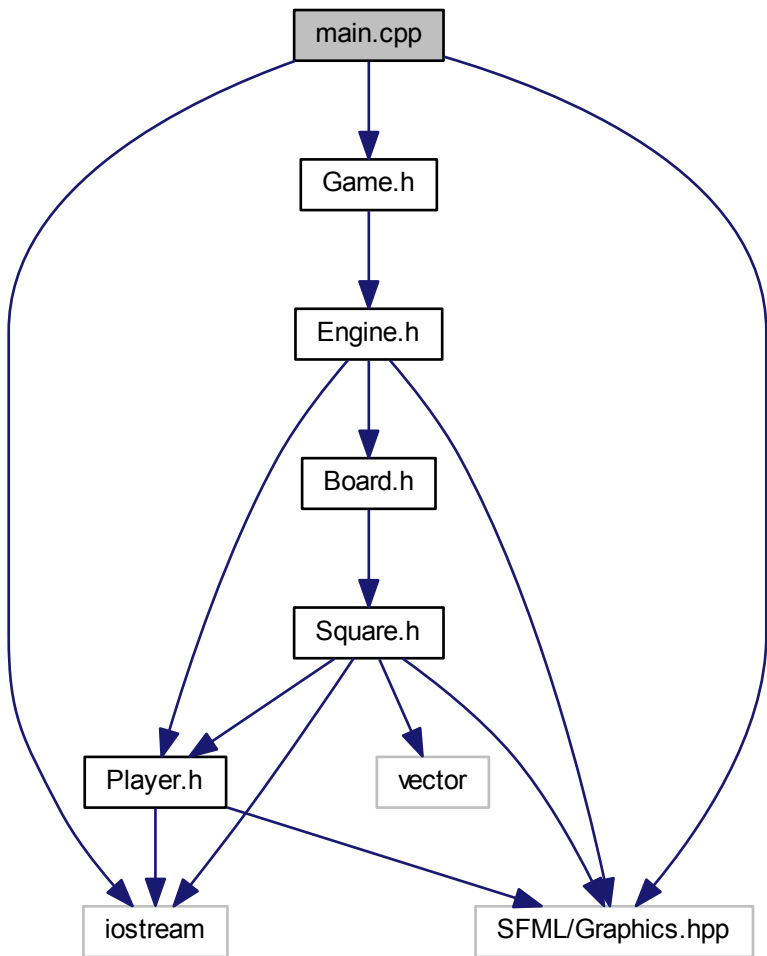 main.cpp
Game.h
Engine.h
Board.h
Square.h
Player.h
vector
iostream
SFML/Graphics.hpp